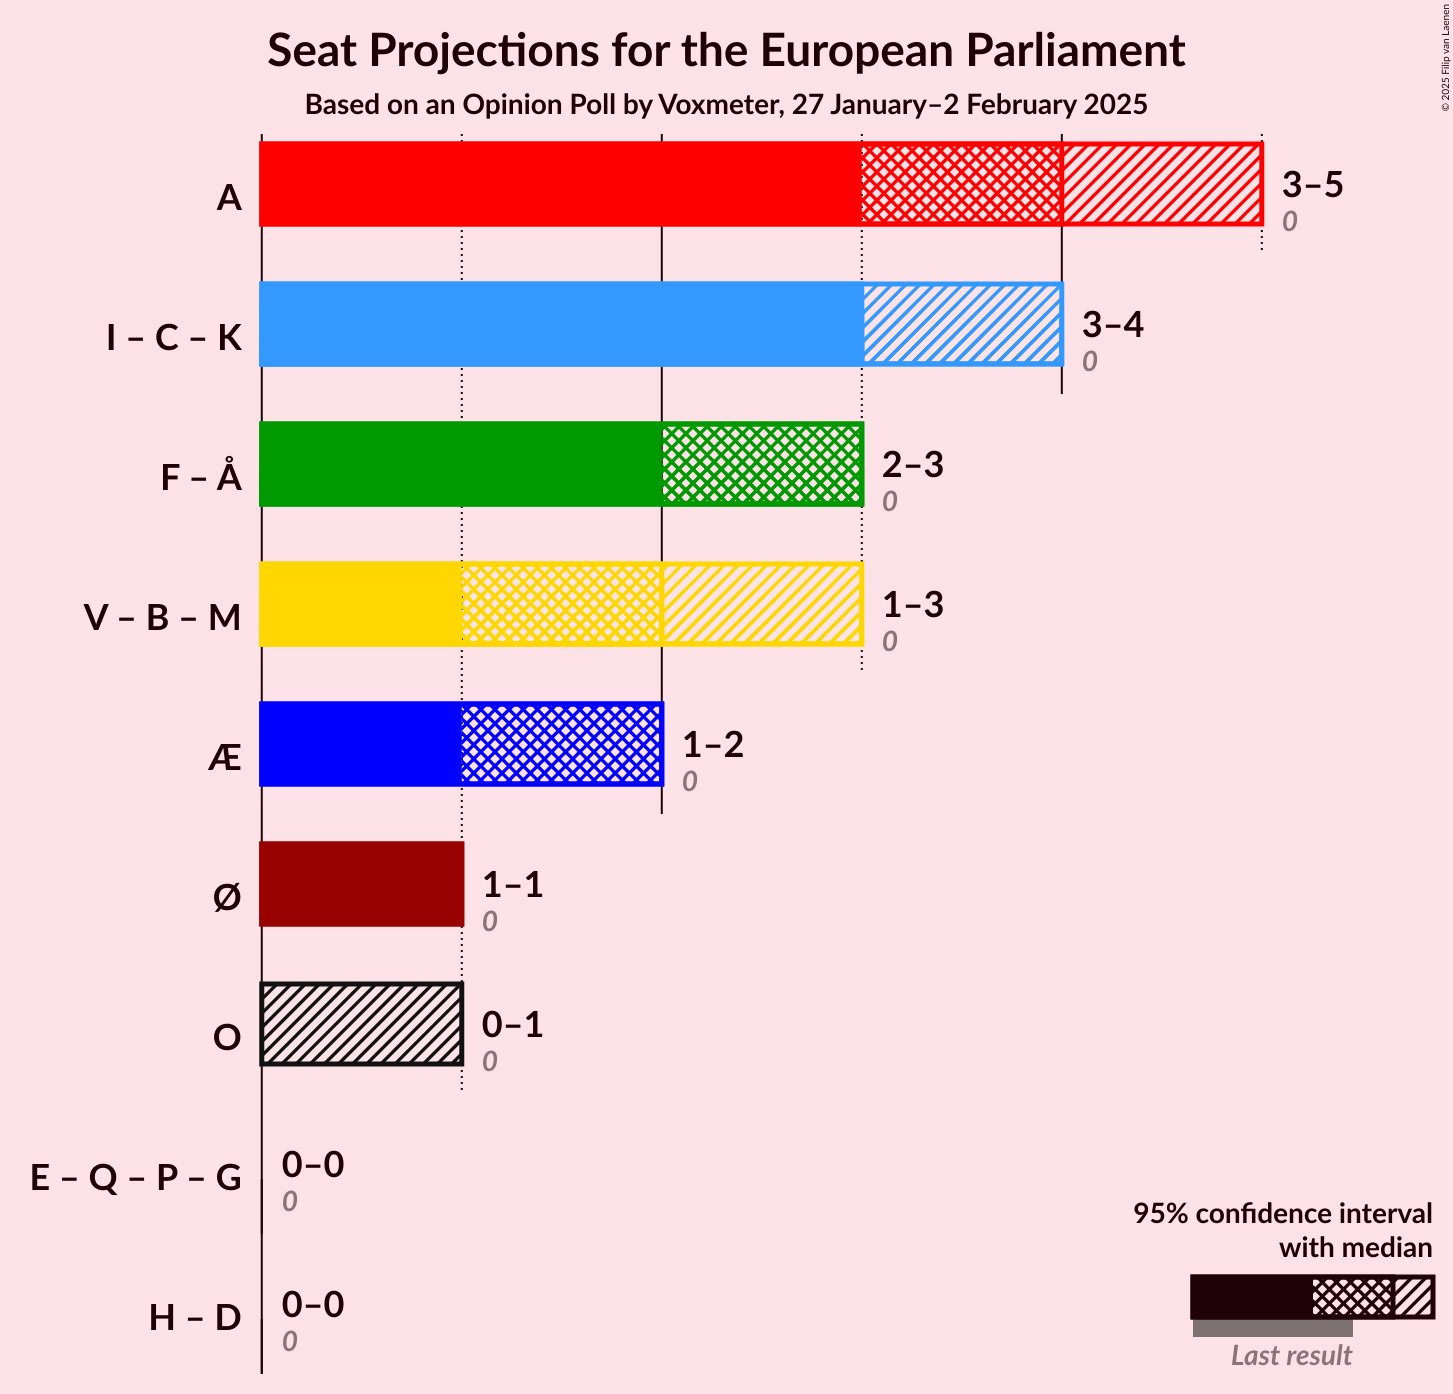 Seat Projections for the European Parliament
Based on an Opinion Poll by Voxmeter, 27 January–2 February 2025
© 2025 Filip van Laenen
A
3–5
0
I – C – K
3–4
0
F – Å
2–3
0
V – B – M
1–3
0
Æ
1–2
0
Ø
1–1
0
O
0–1
0
E – Q – P – G
0–0
0
H – D
0–0
0
95% confidence interval
with median
Last result